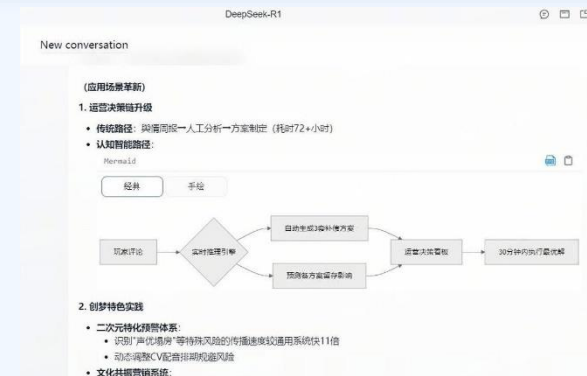 DeepSeek-R1
New conversation
(应用场景革新)
1. 运营决策链升级
• 传统路径：舆情周报→人工分析→方案制定（耗时72+小时）
• 认知智能路径：
Mermaid
经典 手绘
自动生成3套补偿方案
玩家评论 实时推理引擎 运营决策看板 30分钟内执行最优解
预测各方案留存影响
2. 创梦特色实践
• 二次元特化预警体系：
• 识别"声优塌房"等特殊风险的传播速度较通用系统快11倍
• 动态调整CV配音排期规避风险
• 文化共振营销系统：